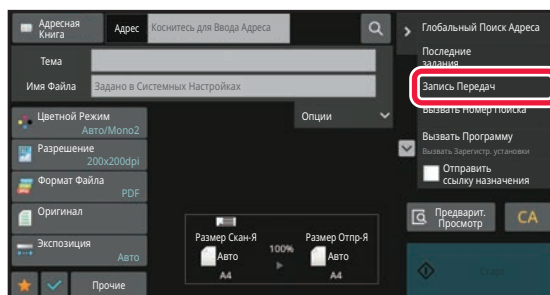 Адресная
Книга
Адрес
Коснитесь для Ввода Адреса
Тема
Имя Файла
Задано в Системных Настройках
Цветной Режим
Авто/Mono2
Опции
Разрешение
200x200dpi
Формат Файла
PDF
Оригинал
Экспозиция
Авто
Прочие
Размер Скан-Я
Авто
A4
100%
Размер Отпр-Я
Авто
A4
Глобальный Поиск Адреса
Последние
задания
Запись Передач
Вызвать Номер Поиска
Вызвать Программу
Вызвать Зарегистр. установки
Отправить
ссылку назначения
Предварит.
Просмотр
CA
Старт